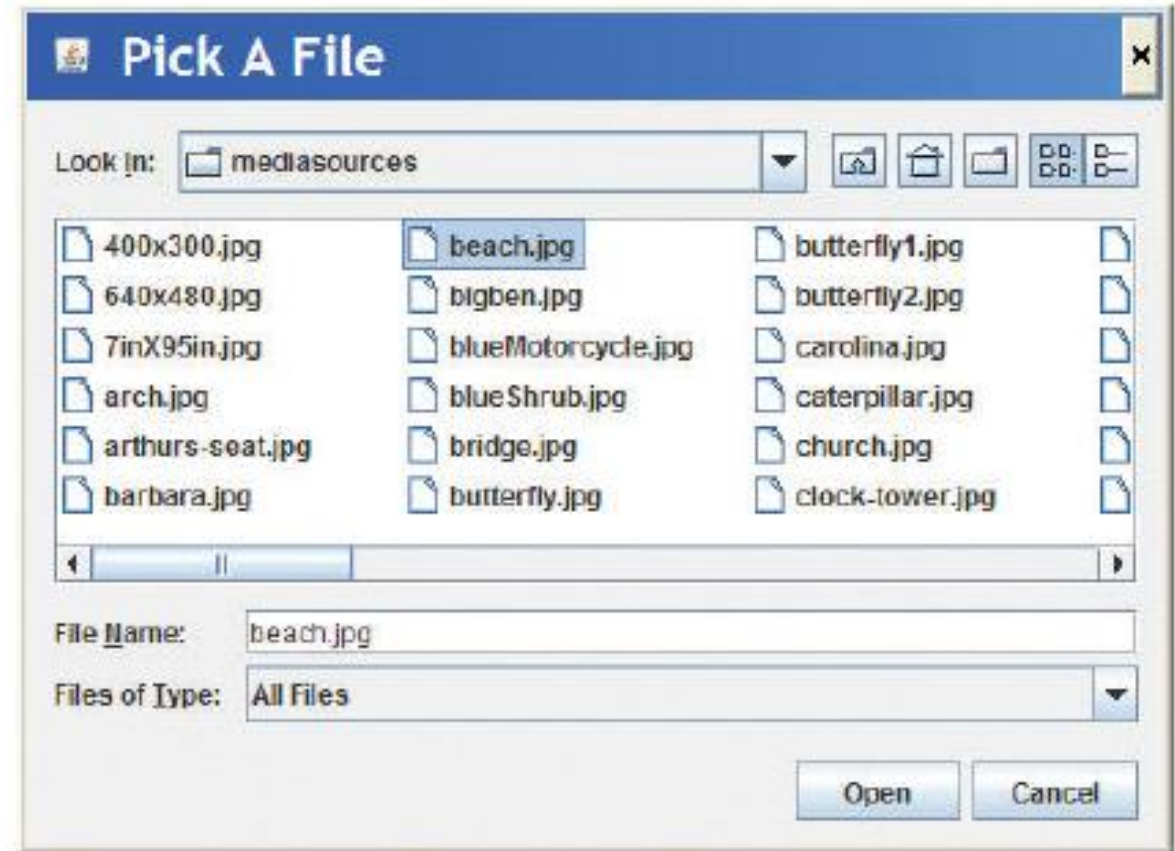 Pick A File
Look In: mediasources
400x300.jpg beach.jpg butterfly1.jpg
640x480.jpg bigben.jpg butterfly2.jpg
7inX95in.jpg blueMotorcycle.jpg carolina.jpg
arch.jpg blueShrub.jpg caterpillar.jpg
arthurs-seat.jpg bridge.jpg church.jpg
barbara.jpg butterfly.jpg clock-tower.jpg
File Name: beach.jpg
Files of Type: All Files
Open Cancel